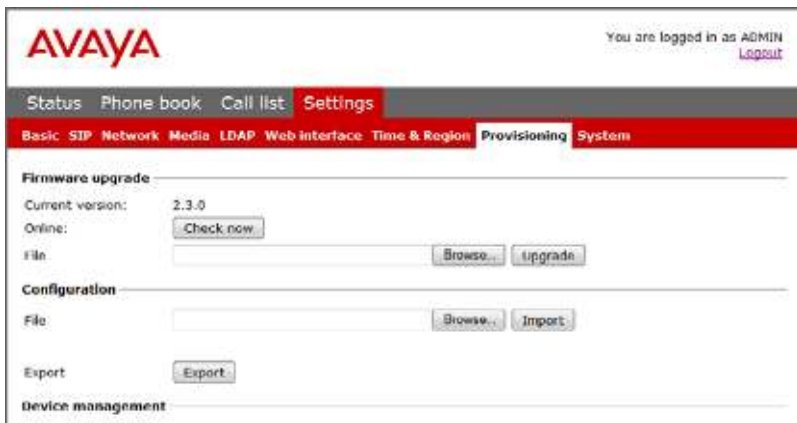 AVAYA
You are logged in as ADMIN
Logout
Status Phone book Call list Settings
Basic SIP Network Media LDAP Web interface Time & Region Provisioning System
Firmware upgrade
Current version: 2.3.0
Online: Check now
File Browse... Upgrade
Configuration
File Browse... Import
Export Export
Device management